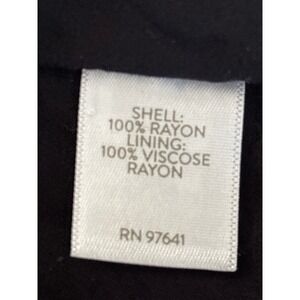 SHELL:
100% RAYON
LINING:
100% VISCOSE
RAYON
RN 97641